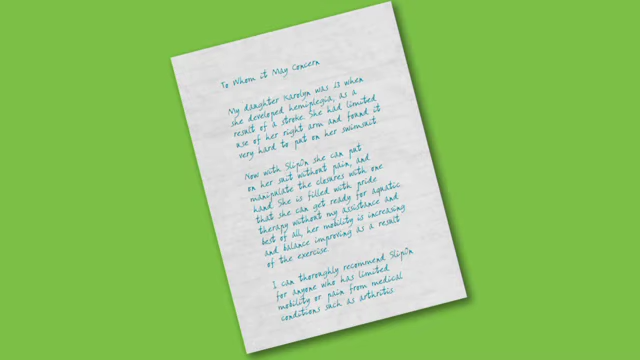 To Whom it May Concern
My daughter Karolyn was 13 when
she developed hemiplegia, as a
result of a stroke. She had limited
use of her right arm and found it
very hard to put on her swimsuit
Now with SlipOn she can put
on her suit without pain, and
manipulate the closures with one
hand. She is filled with pride
that she can get ready for aquatic
therapy without my assistance and
best of all, her mobility is increasing
and balance improving as a result
of the exercise.
I can thoroughly recommend SlipOn
for anyone who has limited
mobility or pain from medical
conditions such as arthritis